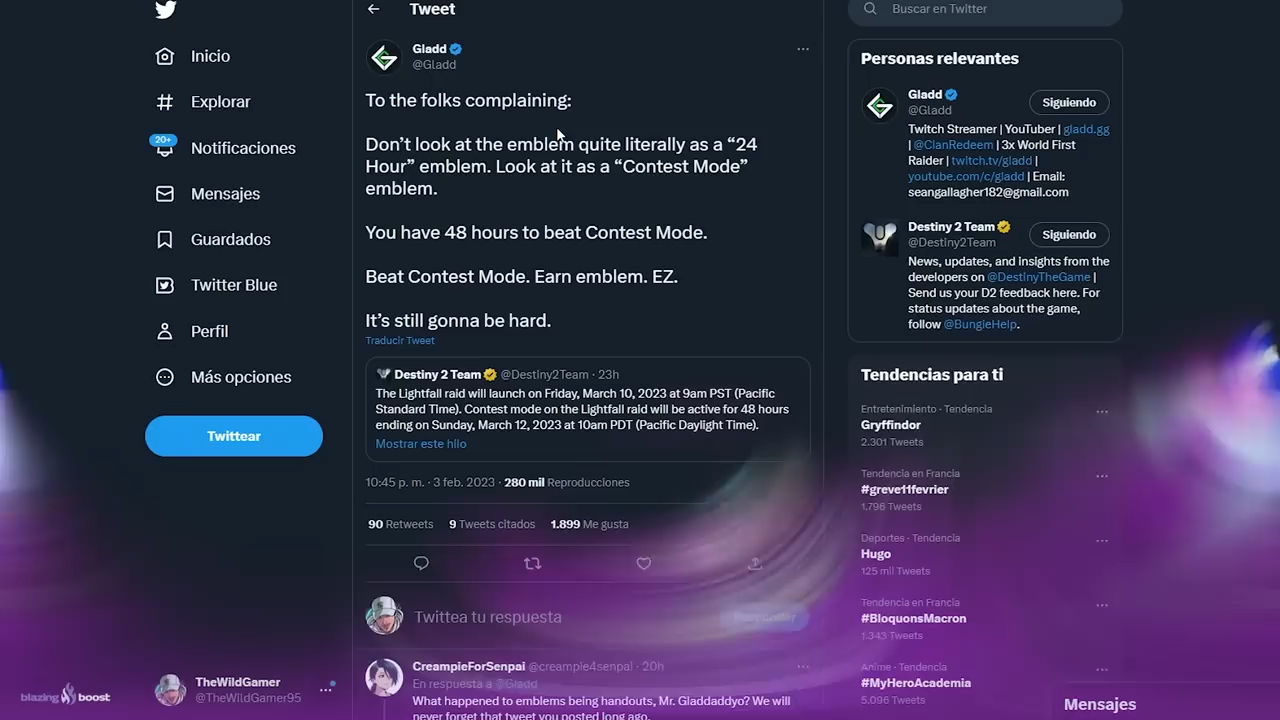 Tweet
Buscar en Twitter
Inicio
Explorar
20+
Notificaciones
Mensajes
Guardados
Twitter Blue
Perfil
Más opciones
Twittear
Gladd
@Gladd
To the folks complaining:
Don’t look at the emblem quite literally as a “24
Hour” emblem. Look at it as a “Contest Mode”
emblem.
You have 48 hours to beat Contest Mode.
Beat Contest Mode. Earn emblem. EZ.
It’s still gonna be hard.
Traducir Tweet
Destiny 2 Team @Destiny2Team · 23h
The Lightfall raid will launch on Friday, March 10, 2023 at 9am PST (Pacific
Standard Time). Contest mode on the Lightfall raid will be active for 48 hours
ending on Sunday, March 12, 2023 at 10am PDT (Pacific Daylight Time).
Mostrar este hilo
10:45 p. m. · 3 feb. 2023 · 280 mil Reproducciones
90 Retweets 9 Tweets citados 1.899 Me gusta
Twittea tu respuesta
Responder
CreampieForSenpai @creampie4senpai · 20h
En respuesta a @Gladd
What happened to emblems being handouts, Mr. Gladdaddyo? We will
never forget that tweet you posted long ago.
Personas relevantes
Gladd
@Gladd
Siguiendo
Twitch Streamer | YouTuber | gladd.gg
| @ClanRedeem | 3x World First
Raider | twitch.tv/gladd |
youtube.com/c/gladd | Email:
seangallagher182@gmail.com
Destiny 2 Team
@Destiny2Team
Siguiendo
News, updates, and insights from the
developers on @DestinyTheGame |
Send us your D2 feedback here. For
status updates about the game,
follow @BungieHelp.
Tendencias para ti
Entretenimiento · Tendencia
Gryffindor
2.301 Tweets
Tendencia en Francia
#greve11fevrier
1.796 Tweets
Deportes · Tendencia
Hugo
125 mil Tweets
Tendencia en Francia
#BloquonsMacron
1.343 Tweets
Anime · Tendencia
#MyHeroAcademia
5.096 Tweets
Mensajes
TheWildGamer
@TheWildGamer95
blazing boost